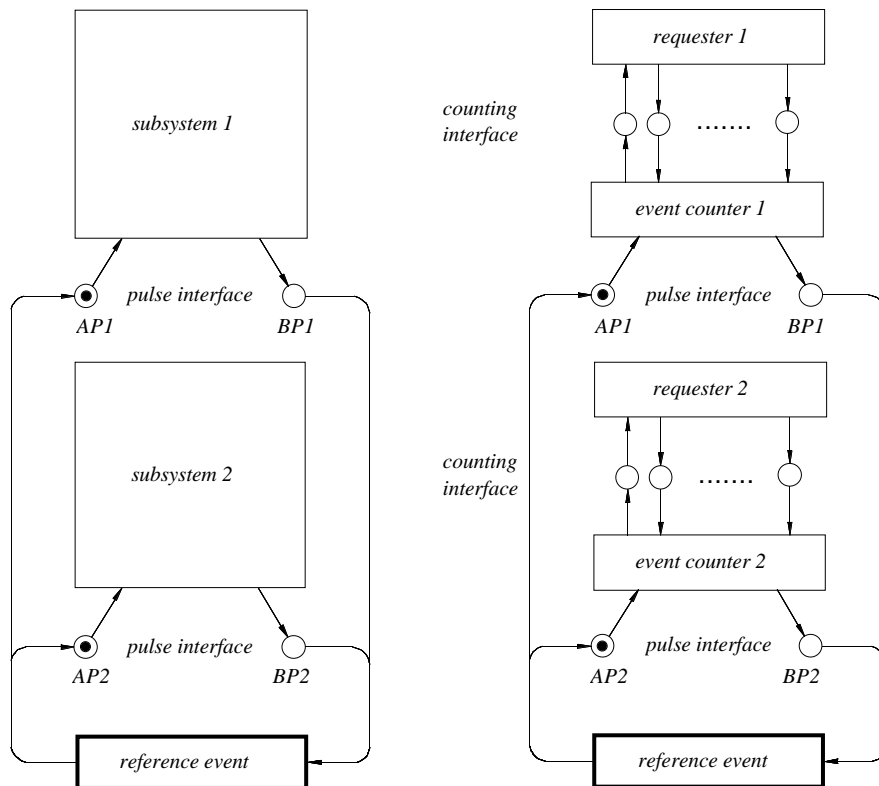 subsystem 1
pulse interface
AP1
BP1
subsystem 2
pulse interface
AP2
BP2
reference event
requester 1
counting
interface
.......
event counter 1
pulse interface
AP1
BP1
requester 2
counting
interface
.......
event counter 2
pulse interface
AP2
BP2
reference event